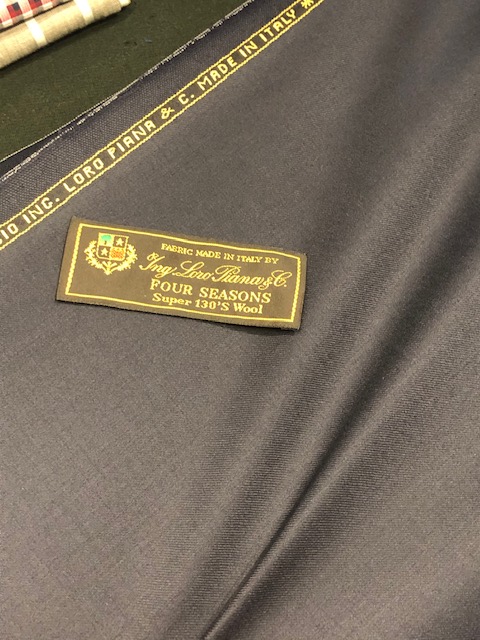 INC. LORO PIANA & C. MADE IN ITALY *
FABRIC MADE IN ITALY BY
Ing. Loro Piana & C.
FOUR SEASONS
Super 130'S Wool